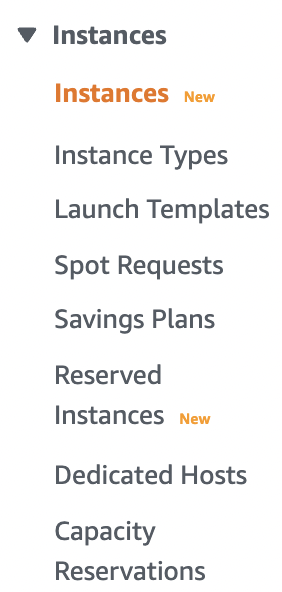 Instances
Instances New
Instance Types
Launch Templates
Spot Requests
Savings Plans
Reserved
Instances New
Dedicated Hosts
Capacity
Reservations